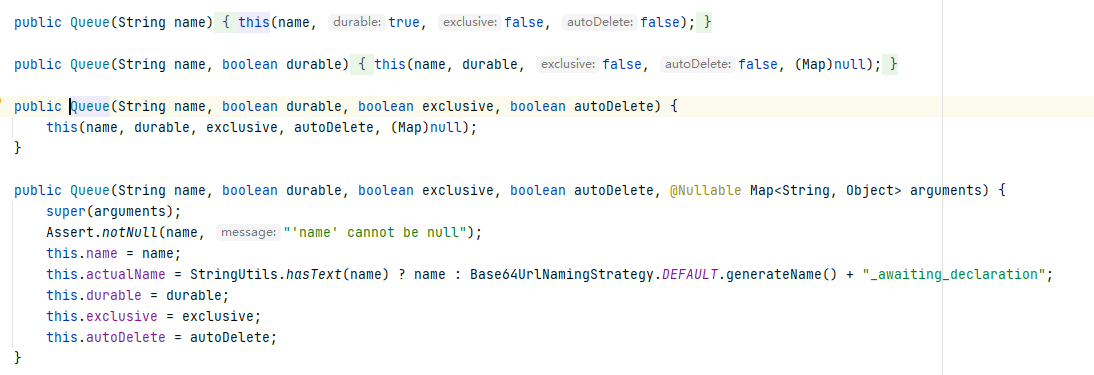 public Queue(String name) { this(name, durable: true, exclusive: false, autoDelete: false); }
public Queue(String name, boolean durable) { this(name, durable, exclusive: false, autoDelete: false, (Map)null); }
public Queue(String name, boolean durable, boolean exclusive, boolean autoDelete) {
this(name, durable, exclusive, autoDelete, (Map)null);
}
public Queue(String name, boolean durable, boolean exclusive, boolean autoDelete, @Nullable Map<String, Object> arguments) {
super(arguments);
Assert.notNull(name, message: "'name' cannot be null");
this.name = name;
this.actualName = StringUtils.hasText(name) ? name : Base64UrlNamingStrategy.DEFAULT.generateName() + "_awaiting_declaration";
this.durable = durable;
this.exclusive = exclusive;
this.autoDelete = autoDelete;
}